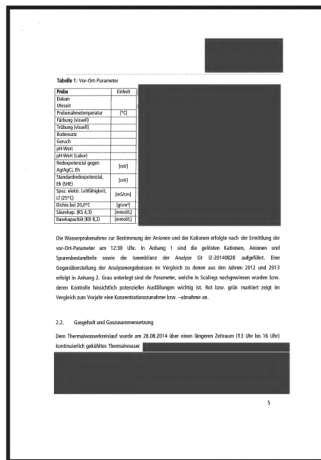 Tabelle 1: Vor-Ort-Parameter
Probe Einheit
Datum
Uhrzeit
Probenahmetemperatur [°C]
Färbung (visuell)
Trübung (visuell)
Bodensatz
Geruch
pH-Wert
pH-Wert (Labor)
Redoxpotenzial gegen
Ag/AgCl, Eh [mV]
Standardredoxpotenzial,
Eh (SHE) [mV]
Spez. elektr. Leitfähigkeit,
Lf (25°C) [mS/cm]
Dichte bei 20,0°C [g/cm³]
Säurekap. (KS 4,3) [mmol/L]
Basekapazität (KB 8,2) [mmol/L]
Die Wasserprobenahme zur Bestimmung der Anionen und der Kationen erfolgte nach der Ermittlung der
vor-Ort-Parameter um 12:30 Uhr. In Anhang 1 sind die gelösten Kationen, Anionen und
Spurenbestandteile sowie die Ionenbilanz der Analyse Gt I2-20140828 aufgeführt. Eine
Gegenüberstellung der Analysenergebnissen im Vergleich zu denen aus den Jahren 2012 und 2013
erfolgt in Anhang 2. Grau unterlegt sind die Parameter, welche in Scalings nachgewiesen wurden bzw.
deren Kontrolle hinsichtlich potenzieller Ausfällungen wichtig ist. Rot bzw. grün markiert zeigt im
Vergleich zum Vorjahr eine Konzentrationszunahme bzw. –abnahme an.
2.2. Gasgehalt und Gaszusammensetzung
Dem Thermalwasserkreislauf wurde am 28.08.2014 über einen längeren Zeitraum (13 Uhr bis 16 Uhr)
kontinuierlich gekühltes Thermalwasser
5